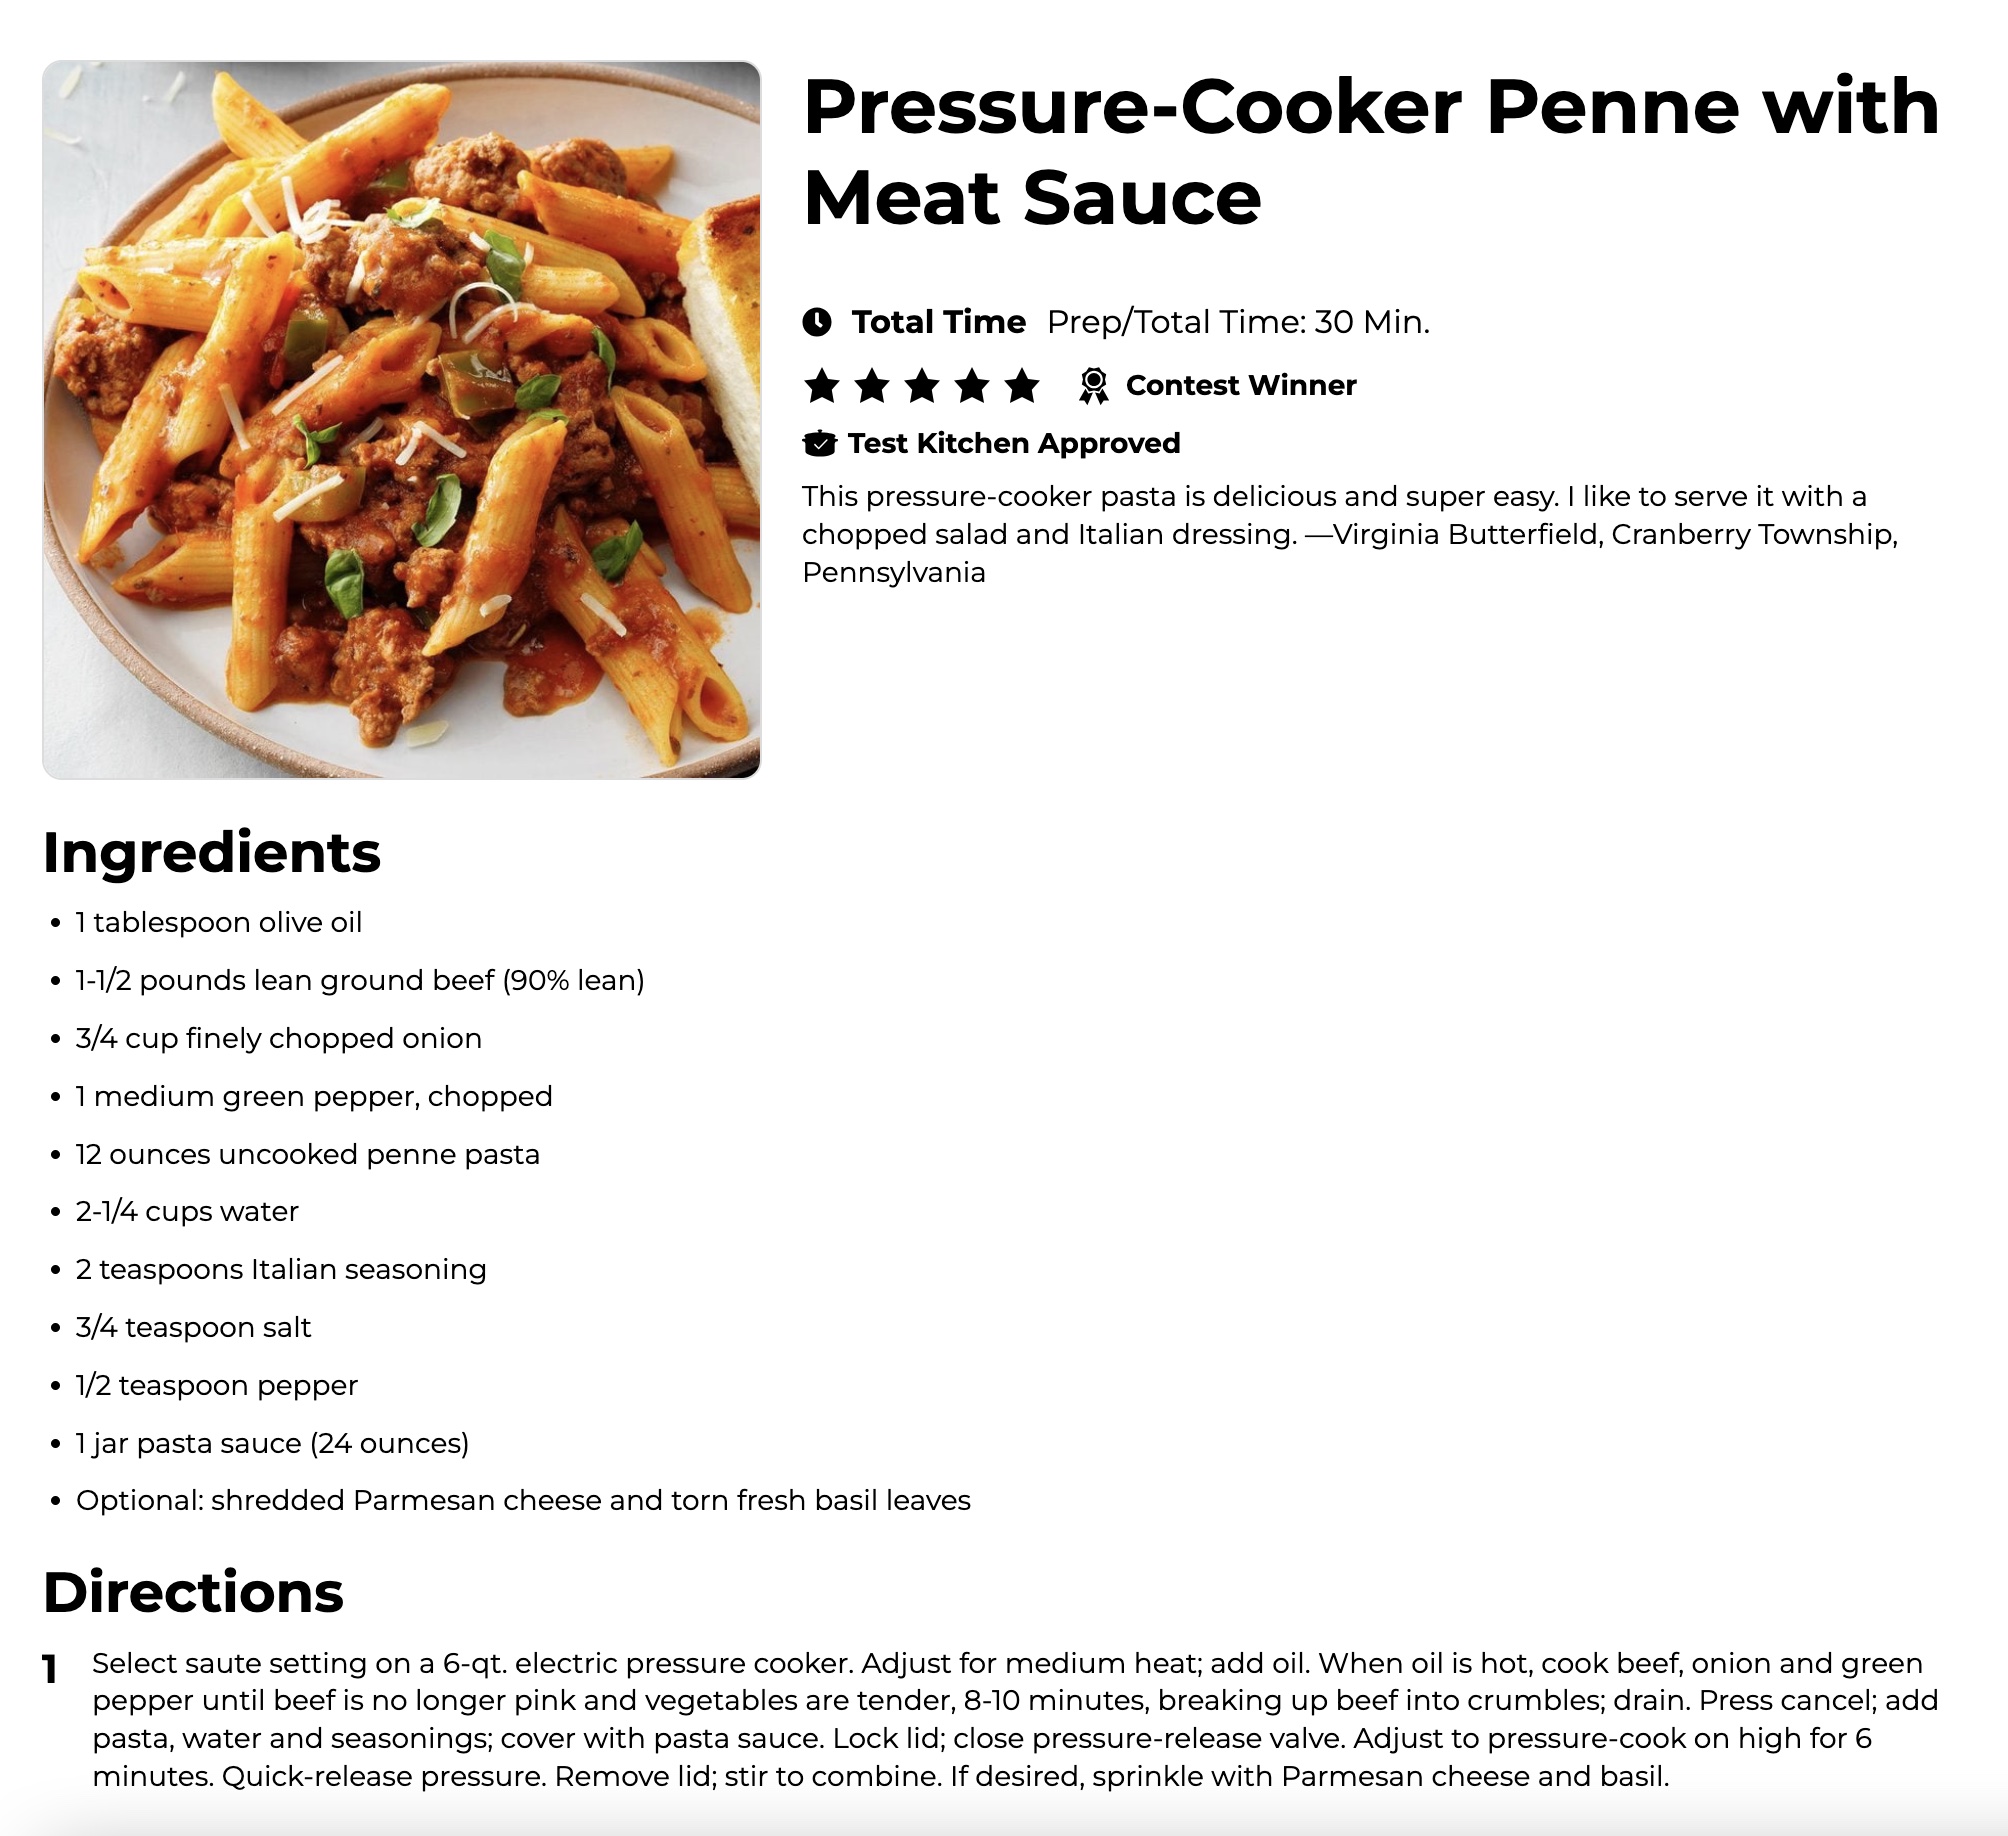 Pressure-Cooker Penne with
Meat Sauce
Total Time Prep/Total Time: 30 Min.
Contest Winner
Test Kitchen Approved
This pressure-cooker pasta is delicious and super easy. I like to serve it with a
chopped salad and Italian dressing. —Virginia Butterfield, Cranberry Township,
Pennsylvania
Ingredients
• 1 tablespoon olive oil
• 1-1/2 pounds lean ground beef (90% lean)
• 3/4 cup finely chopped onion
• 1 medium green pepper, chopped
• 12 ounces uncooked penne pasta
• 2-1/4 cups water
• 2 teaspoons Italian seasoning
• 3/4 teaspoon salt
• 1/2 teaspoon pepper
• 1 jar pasta sauce (24 ounces)
• Optional: shredded Parmesan cheese and torn fresh basil leaves
Directions
1 Select saute setting on a 6-qt. electric pressure cooker. Adjust for medium heat; add oil. When oil is hot, cook beef, onion and green
pepper until beef is no longer pink and vegetables are tender, 8-10 minutes, breaking up beef into crumbles; drain. Press cancel; add
pasta, water and seasonings; cover with pasta sauce. Lock lid; close pressure-release valve. Adjust to pressure-cook on high for 6
minutes. Quick-release pressure. Remove lid; stir to combine. If desired, sprinkle with Parmesan cheese and basil.